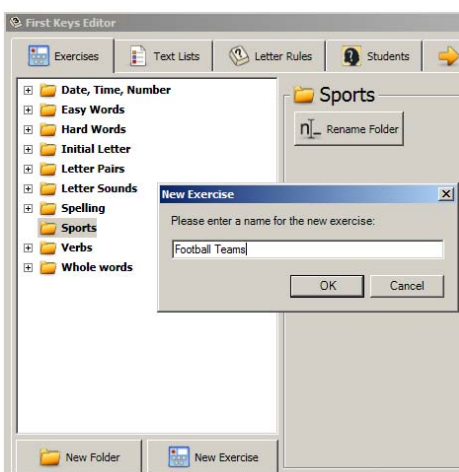 First Keys Editor
Exercises
Text Lists
Letter Rules
Students
Date, Time, Number
Easy Words
Hard Words
Initial Letter
Letter Pairs
Letter Sounds
Spelling
Sports
Verbs
Whole words
Sports
n_ Rename Folder
New Exercise
Please enter a name for the new exercise:
Football Teams
OK
Cancel
New Folder
New Exercise